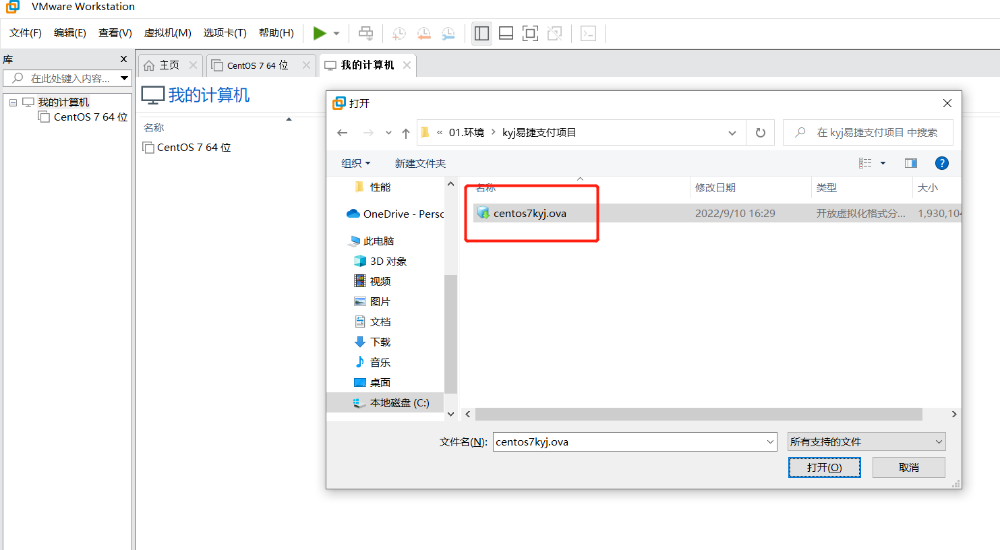 VMware Workstation
文件(F) 编辑(E) 查看(V) 虚拟机(M) 选项卡(T) 帮助(H)
库
在此处键入内容...
我的计算机
CentOS 7 64 位
主页 CentOS 7 64 位 我的计算机
我的计算机
名称
CentOS 7 64 位
打开
« 01.环境 › kyj易捷支付项目
在 kyj易捷支付项目 中搜索
组织 新建文件夹
性能
OneDrive - Perso
此电脑
3D 对象
视频
图片
文档
下载
音乐
桌面
本地磁盘 (C:)
名称 修改日期 类型 大小
centos7kyj.ova 2022/9/10 16:29 开放虚拟化格式分... 1,930,104
文件名(N): centos7kyj.ova 所有支持的文件
打开(O) 取消